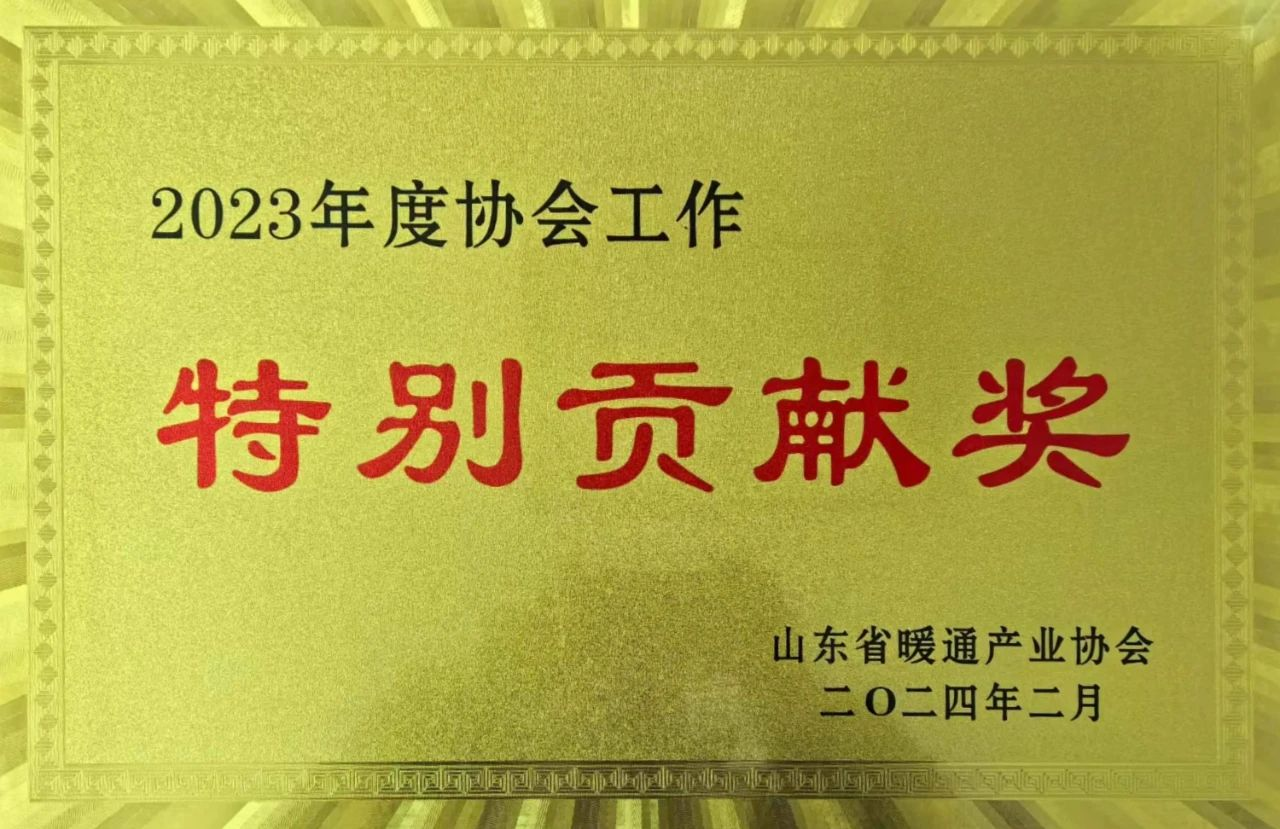 2023年度协会工作
特别贡献奖
山东省暖通产业协会
二〇二四年二月